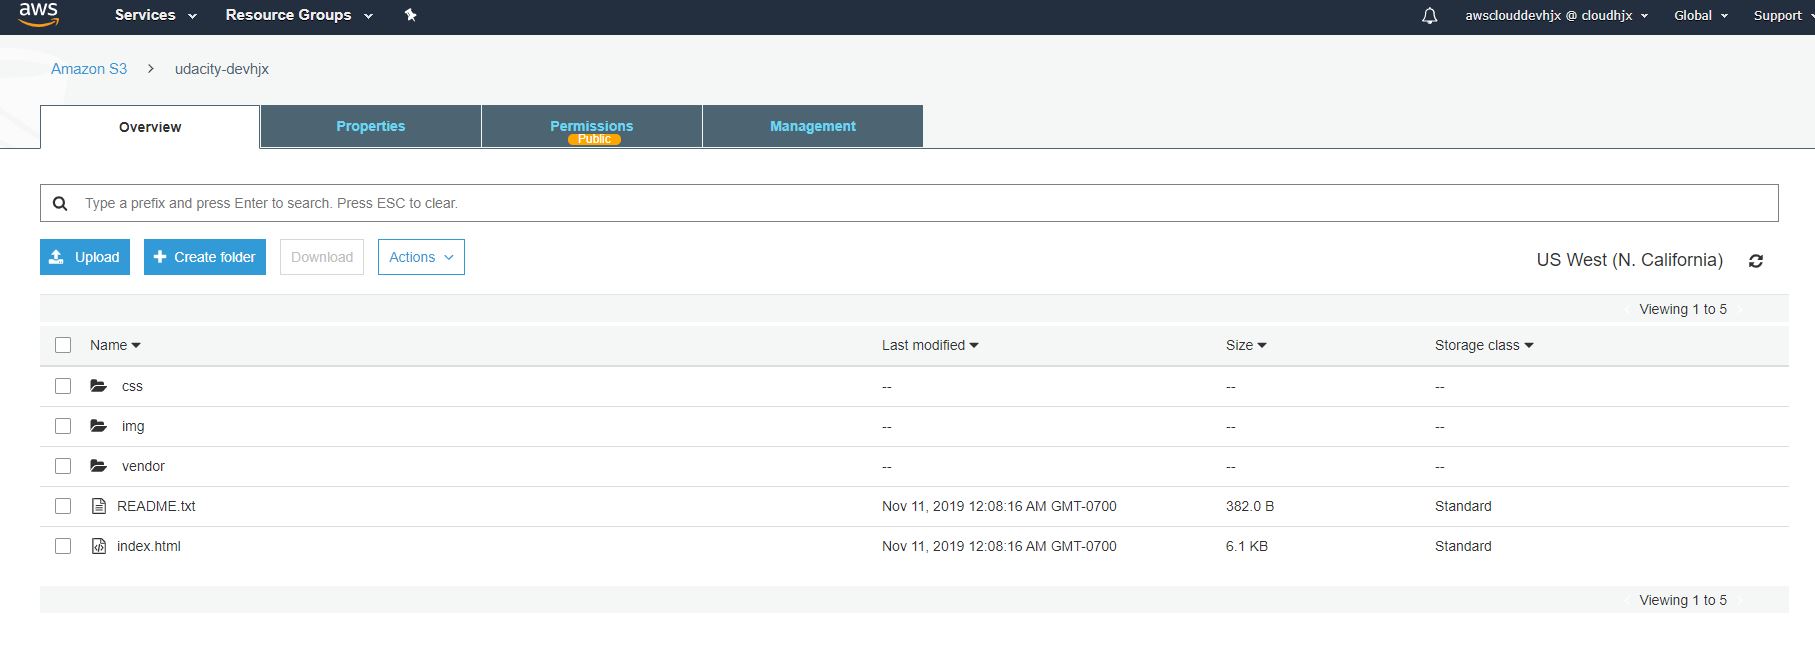 aws Services Resource Groups awsclouddevhjx @ cloudhjx Global Support
Amazon S3 > udacity-devhjx
Overview Properties Permissions Management
Public
Type a prefix and press Enter to search. Press ESC to clear.
Upload Create folder Download Actions US West (N. California)
Viewing 1 to 5
Name Last modified Size Storage class
css -- -- --
img -- -- --
vendor -- -- --
README.txt Nov 11, 2019 12:08:16 AM GMT-0700 382.0 B Standard
index.html Nov 11, 2019 12:08:16 AM GMT-0700 6.1 KB Standard
Viewing 1 to 5